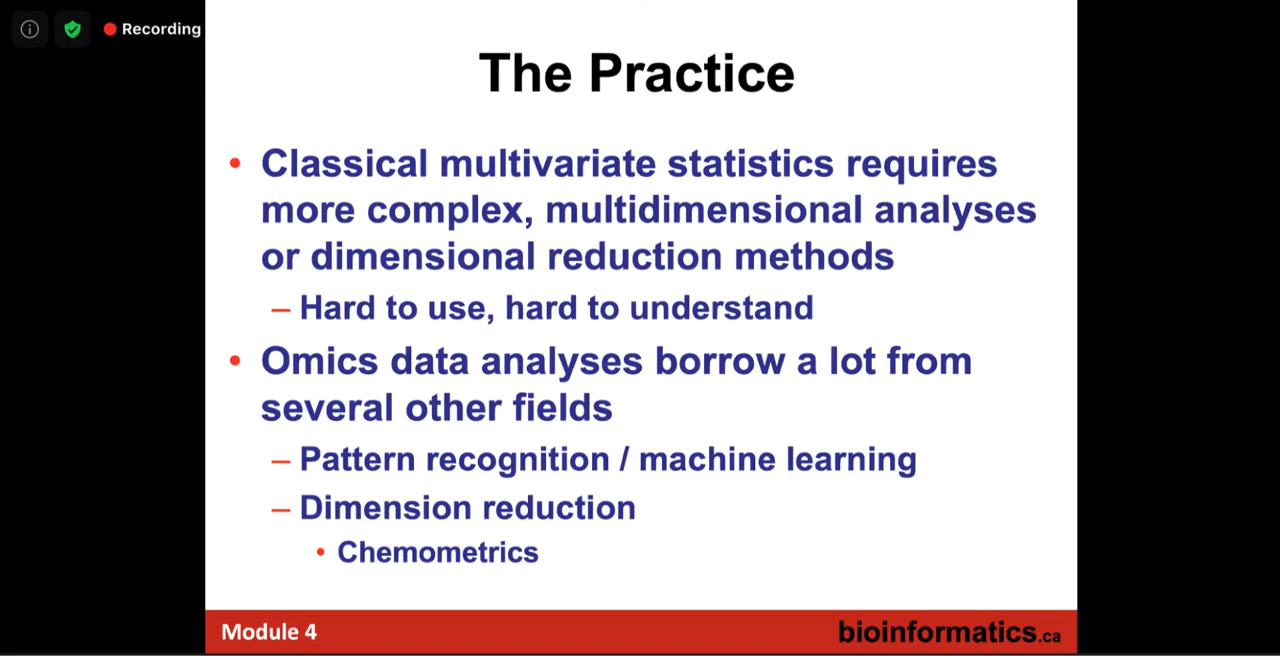 Recording
The Practice
• Classical multivariate statistics requires
more complex, multidimensional analyses
or dimensional reduction methods
– Hard to use, hard to understand
• Omics data analyses borrow a lot from
several other fields
– Pattern recognition / machine learning
– Dimension reduction
• Chemometrics
Module 4
bioinformatics.ca